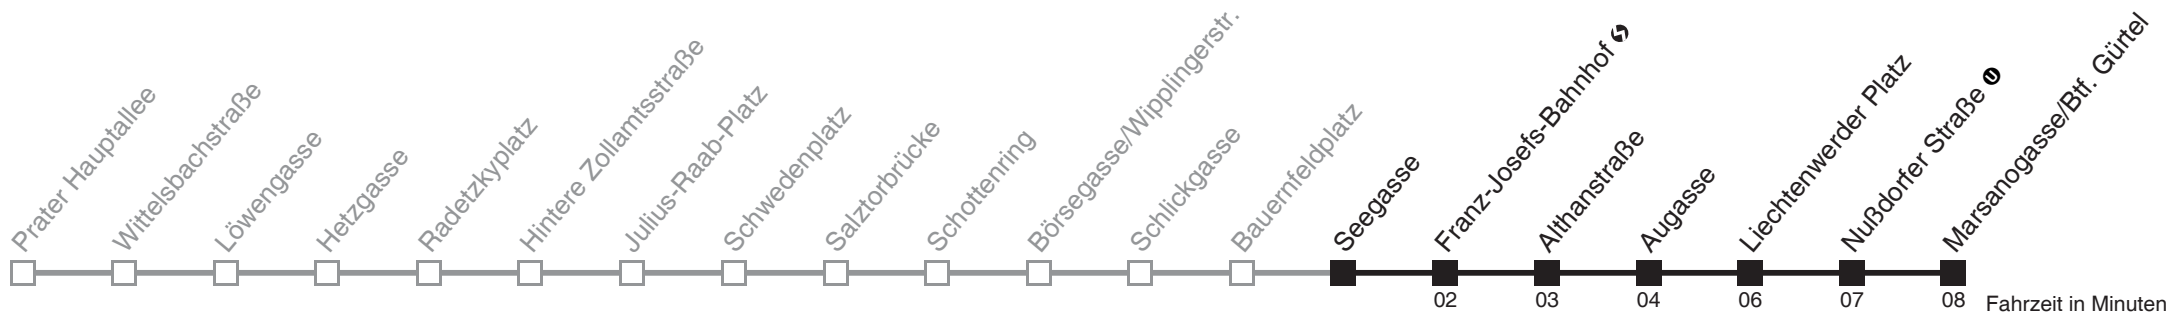 Prater Hauptallee
Wittelsbachstraße
Löwengasse
Hetzgasse
Radetzkyplatz
Hintere Zollamtsstraße
Julius-Raab-Platz
Schwedenplatz
Salztorbrücke
Schottenring
Börsegasse/Wipplingerstr.
Schlickgasse
Bauernfeldplatz
Seegasse
Franz-Josefs-Bahnhof
Althanstraße
Augasse
Liechtenwerder Platz
Nußdorfer Straße U
Marsanogasse/Btf. Gürtel
02 03 04 06 07 08 Fahrzeit in Minuten